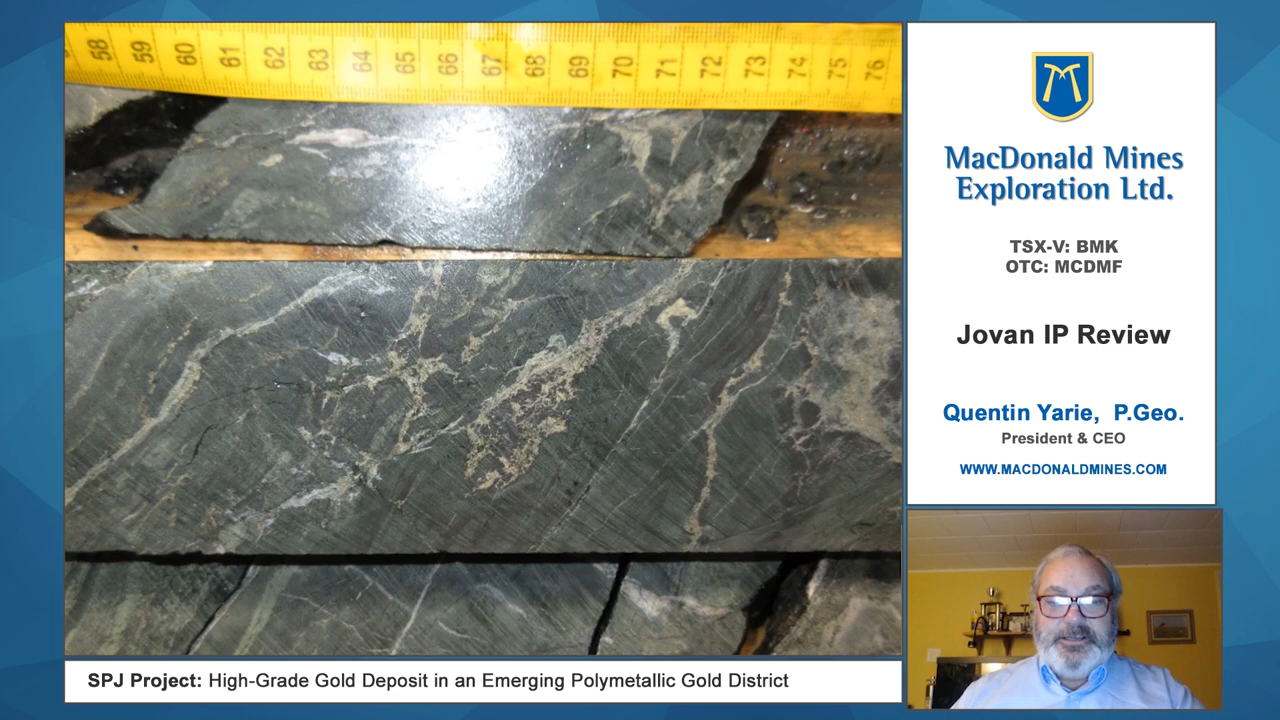 58 59 60 61 62 63 64 65 66 67 68 69 70 71 72 73 74 75 76
MacDonald Mines
Exploration Ltd.
TSX-V: BMK
OTC: MCDMF
Jovan IP Review
Quentin Yarie, P.Geo.
President & CEO
WWW.MACDONALDMINES.COM
SPJ Project: High-Grade Gold Deposit in an Emerging Polymetallic Gold District